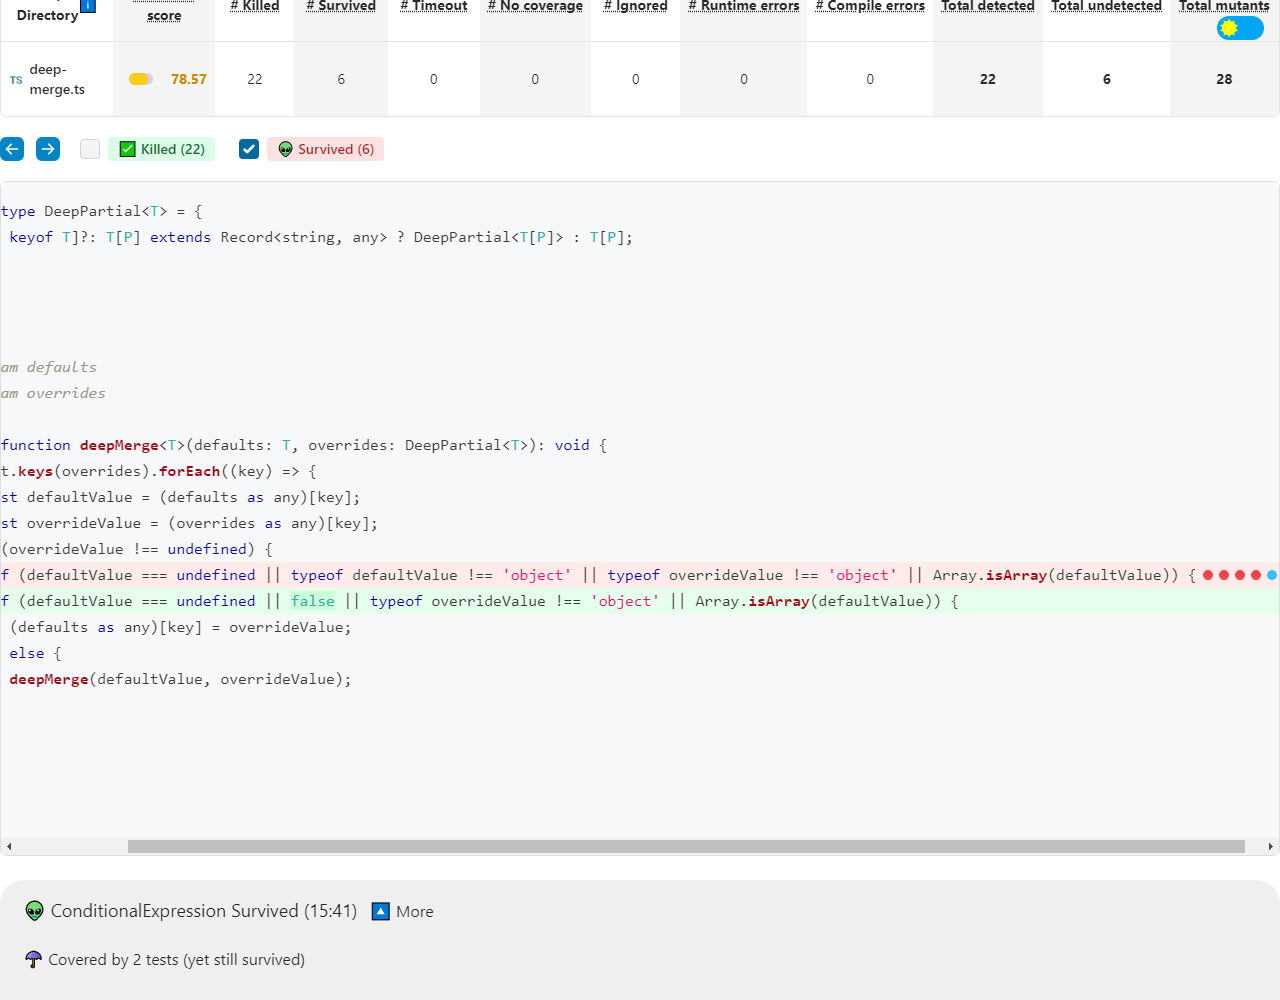 Directory i
score
# Killed # Survived # Timeout # No coverage # Ignored # Runtime errors # Compile errors Total detected Total undetected Total mutants
TS deep-merge.ts 78.57 22 6 0 0 0 0 0 22 6 28
Killed (22) Survived (6)
type DeepPartial<T> = {
keyof T]?: T[P] extends Record<string, any> ? DeepPartial<T[P]> : T[P];
am defaults
am overrides
function deepMerge<T>(defaults: T, overrides: DeepPartial<T>): void {
t.keys(overrides).forEach((key) => {
st defaultValue = (defaults as any)[key];
st overrideValue = (overrides as any)[key];
(overrideValue !== undefined) {
f (defaultValue === undefined || typeof defaultValue !== 'object' || typeof overrideValue !== 'object' || Array.isArray(defaultValue)) {
f (defaultValue === undefined || false || typeof overrideValue !== 'object' || Array.isArray(defaultValue)) {
(defaults as any)[key] = overrideValue;
else {
deepMerge(defaultValue, overrideValue);
ConditionalExpression Survived (15:41) More
Covered by 2 tests (yet still survived)